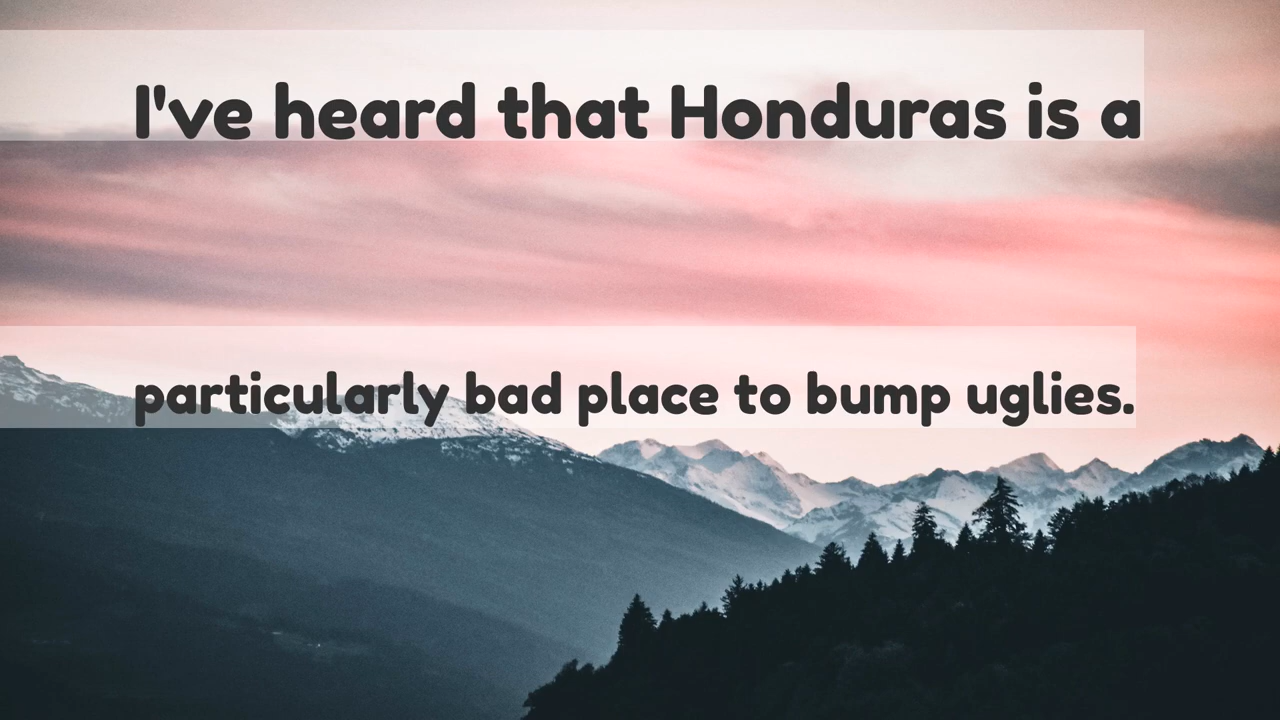 I've heard that Honduras is a
particularly bad place to bump uglies.